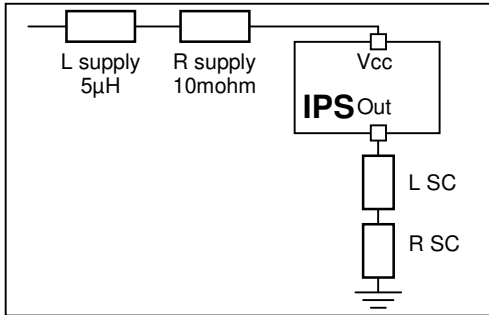 L supply
5µH
R supply
10mohm
Vcc
IPS Out
L SC
R SC